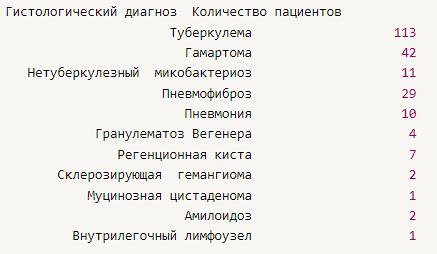 Гистологический диагноз Количество пациентов
Туберкулема 113
Гамартома 42
Нетуберкулезный микобактериоз 11
Пневмофиброз 29
Пневмония 10
Гранулематоз Вегенера 4
Регенционная киста 7
Склерозирующая гемангиома 2
Муцинозная цистаденома 1
Амилоидоз 2
Внутрилегочный лимфоузел 1